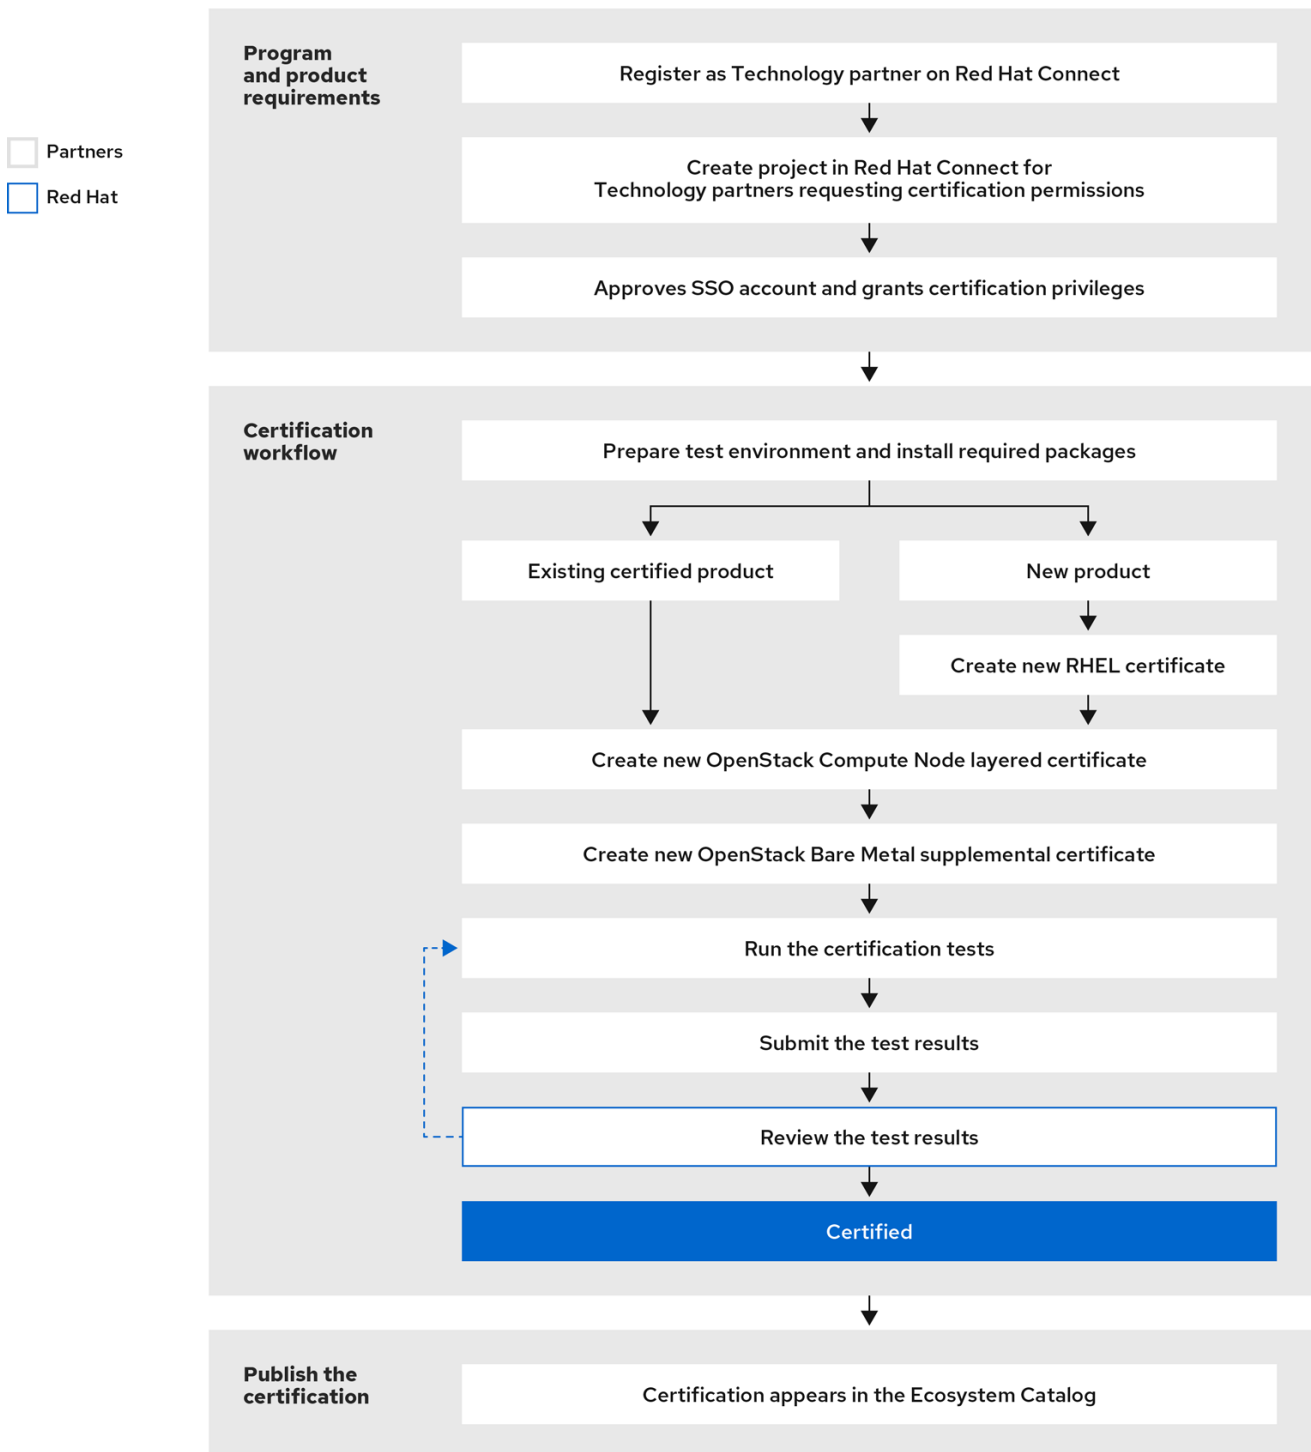 Program
and product
requirements
Register as Technology partner on Red Hat Connect
Partners
Red Hat
Create project in Red Hat Connect for
Technology partners requesting certification permissions
Approves SSO account and grants certification privileges
Certification
workflow
Prepare test environment and install required packages
Existing certified product
New product
Create new RHEL certificate
Create new OpenStack Compute Node layered certificate
Create new OpenStack Bare Metal supplemental certificate
Run the certification tests
Submit the test results
Review the test results
Certified
Publish the
certification
Certification appears in the Ecosystem Catalog